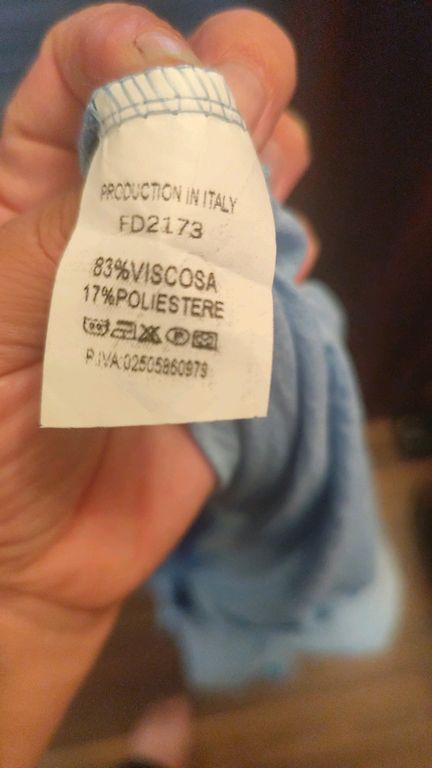 PRODUCTION IN ITALY
FD2173
83%VISCOSA
17%POLIESTERE
P.IVA:02505860979